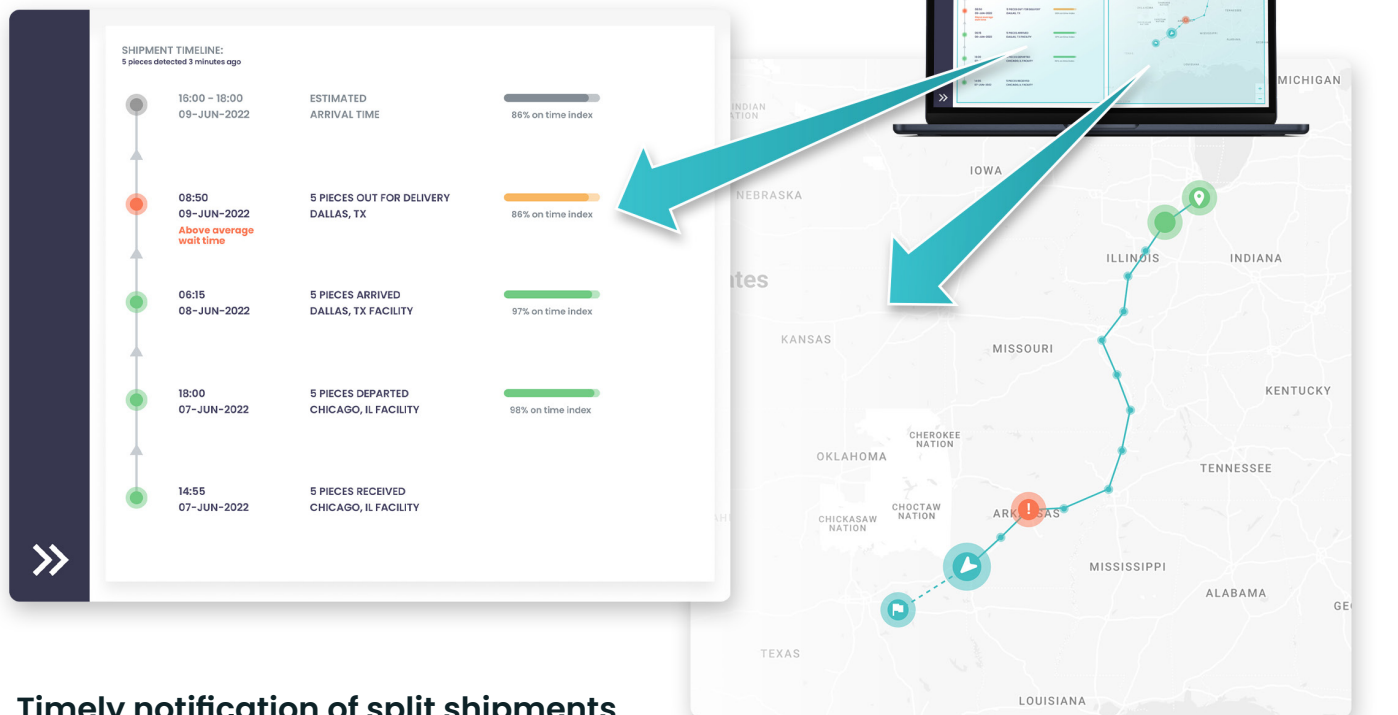 SHIPMENT TIMELINE:
5 pieces detected 3 minutes ago
16:00 - 18:00
09-JUN-2022
ESTIMATED
ARRIVAL TIME
86% on time index
08:50
09-JUN-2022
Above average
wait time
5 PIECES OUT FOR DELIVERY
DALLAS, TX
86% on time index
06:15
08-JUN-2022
5 PIECES ARRIVED
DALLAS, TX FACILITY
97% on time index
18:00
07-JUN-2022
5 PIECES DEPARTED
CHICAGO, IL FACILITY
98% on time index
14:55
07-JUN-2022
5 PIECES RECEIVED
CHICAGO, IL FACILITY
Timely notification of split shipments
MICHIGAN
INDIAN
ATION
IOWA
NEBRASKA
ILLINOIS
INDIANA
ates
KANSAS
MISSOURI
KENTUCKY
CHEROKEE
NATION
OKLAHOMA
TENNESSEE
CHICKASAW
NATION
CHOCTAW
NATION
ARKANSAS
MISSISSIPPI
ALABAMA
TEXAS
LOUISIANA